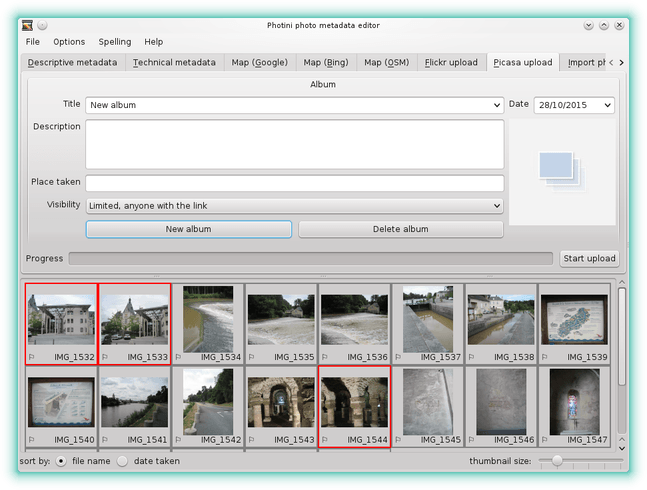 Photini photo metadata editor
File Options Spelling Help
Descriptive metadata Technical metadata Map (Google) Map (Bing) Map (OSM) Flickr upload Picasa upload Import ph
Album
Title New album Date 28/10/2015
Description
Place taken
Visibility Limited, anyone with the link
New album Delete album
Progress Start upload
IMG_1532 IMG_1533 IMG_1534 IMG_1535 IMG_1536 IMG_1537 IMG_1538 IMG_1539
IMG_1540 IMG_1541 IMG_1542 IMG_1543 IMG_1544 IMG_1545 IMG_1546 IMG_1547
sort by: file name date taken thumbnail size: